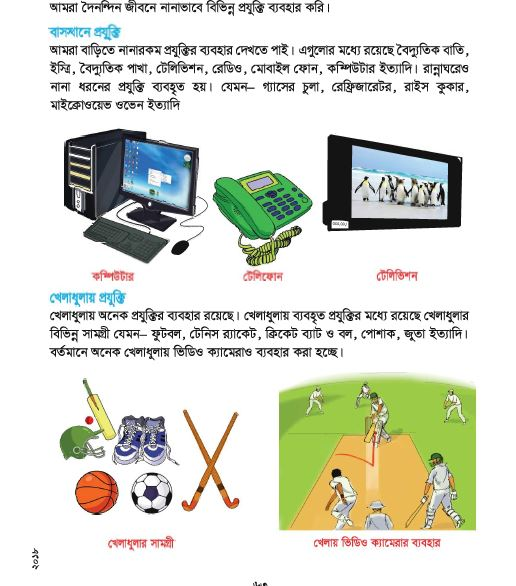 আমরা দৈনন্দিন জীবনে নানাভাবে বিভিন্ন প্রযুক্তি ব্যবহার করি।
বাসস্থানে প্রযুক্তি
আমরা বাড়িতে নানারকম প্রযুক্তির ব্যবহার দেখতে পাই। এগুলোর মধ্যে রয়েছে বৈদ্যুতিক বাতি,
ইস্ত্রি, বৈদ্যুতিক পাখা, টেলিভিশন, রেডিও, মোবাইল ফোন, কম্পিউটার ইত্যাদি। রান্নাঘরেও
নানা ধরনের প্রযুক্তি ব্যবহৃত হয়। যেমন– গ্যাসের চুলা, রেফ্রিজারেটর, রাইস কুকার,
মাইক্রোওয়েভ ওভেন ইত্যাদি
কম্পিউটার
টেলিফোন
টেলিভিশন
খেলাধুলায় প্রযুক্তি
খেলাধুলায় অনেক প্রযুক্তির ব্যবহার রয়েছে। খেলাধুলায় ব্যবহৃত প্রযুক্তির মধ্যে রয়েছে খেলাধুলার
বিভিন্ন সামগ্রী যেমন– ফুটবল, টেনিস র‍্যাকেট, ক্রিকেট ব্যাট ও বল, পোশাক, জুতা ইত্যাদি।
বর্তমানে অনেক খেলাধুলায় ভিডিও ক্যামেরাও ব্যবহার করা হচ্ছে।
খেলাধুলার সামগ্রী
খেলায় ভিডিও ক্যামেরার ব্যবহার
২০১৮